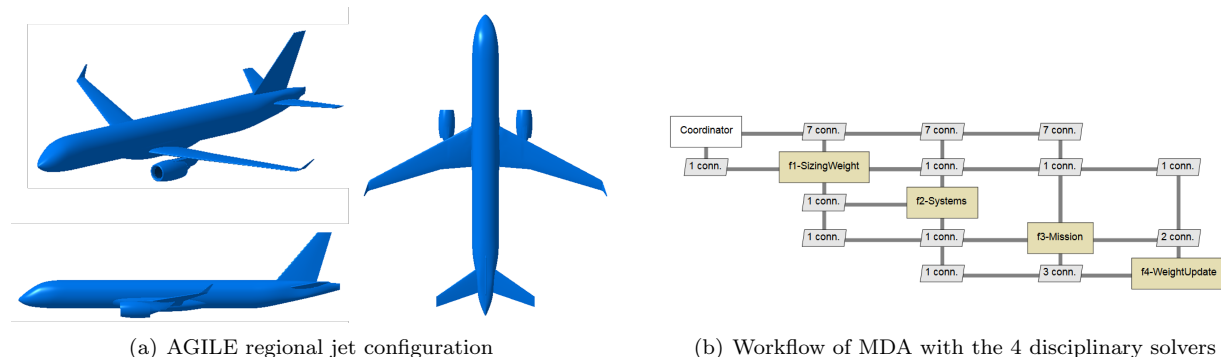 Coordinator
7 conn.
7 conn.
7 conn.
1 conn.
f1-SizingWeight
1 conn.
1 conn.
1 conn.
1 conn.
f2-Systems
1 conn.
1 conn.
f3-Mission
2 conn.
1 conn.
3 conn.
f4-WeightUpdate
(a) AGILE regional jet configuration
(b) Workflow of MDA with the 4 disciplinary solvers